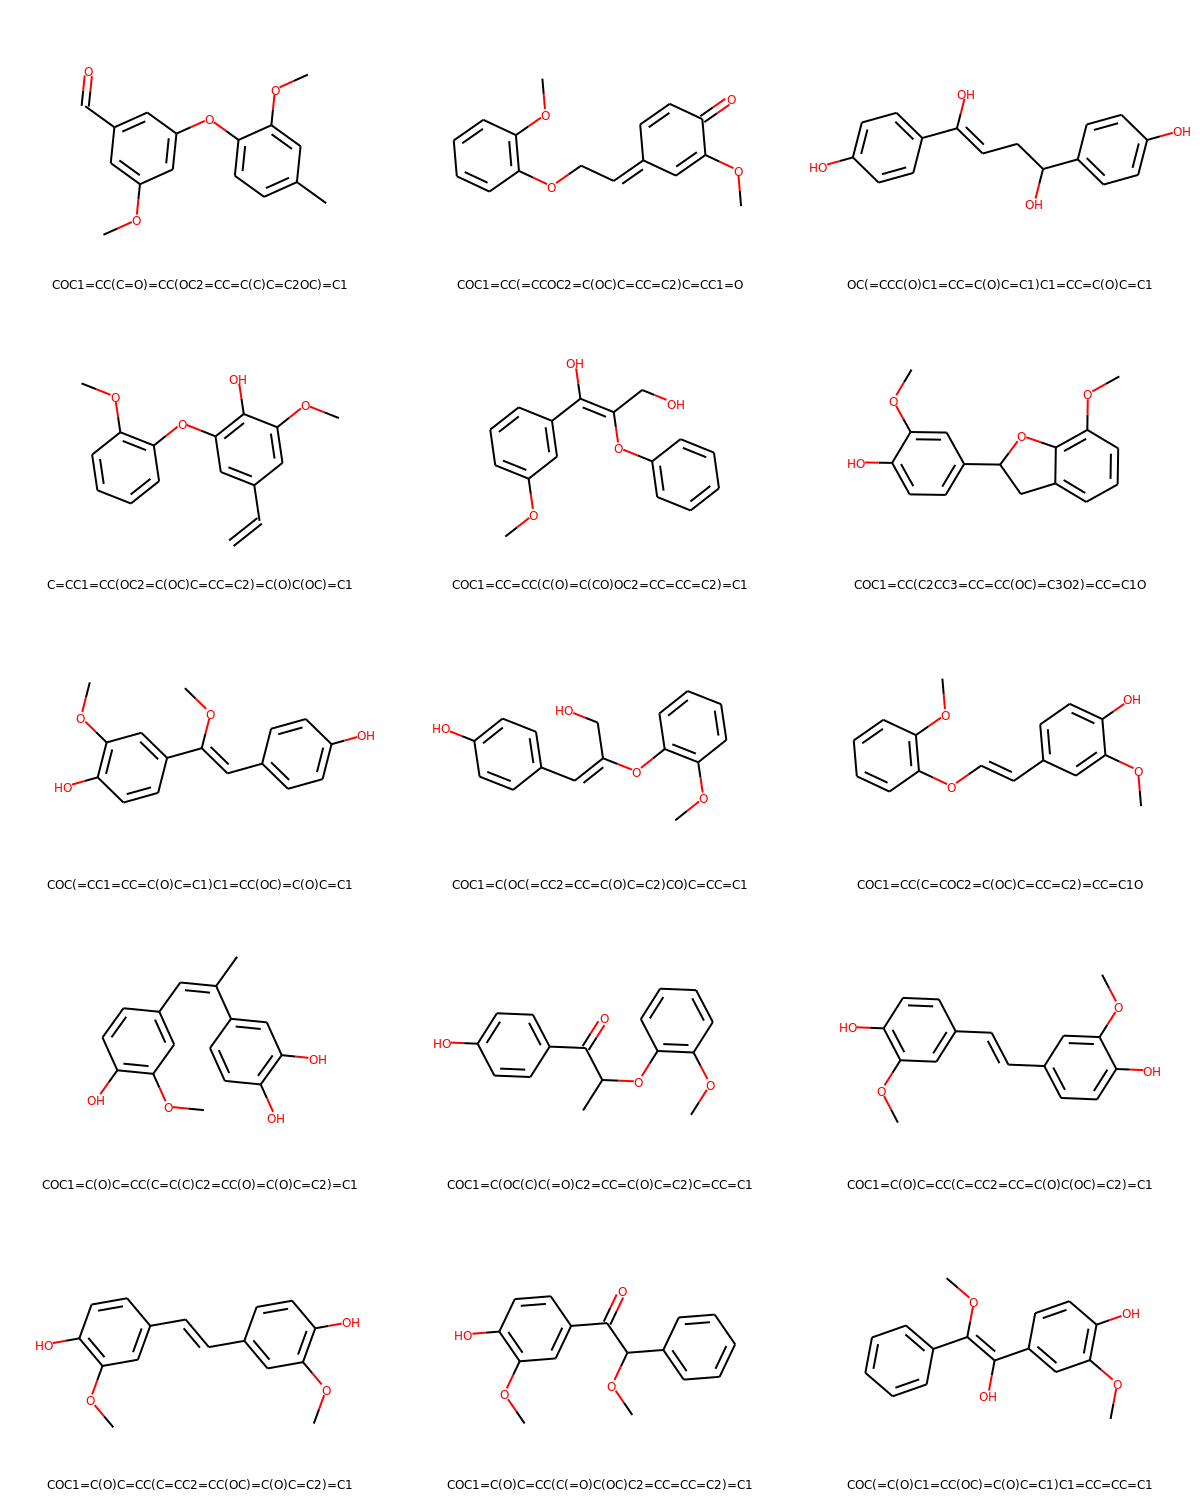 COC1=CC(C=O)=CC(OC2=CC=C(C)C=C2OC)=C1
COC1=CC(=CCOC2=C(OC)C=CC=C2)C=CC1=O
OC(=CCC(O)C1=CC=C(O)C=C1)C1=CC=C(O)C=C1
C=CC1=CC(OC2=C(OC)C=CC=C2)=C(O)C(OC)=C1
COC1=CC=CC(C(O)=C(CO)OC2=CC=CC=C2)=C1
COC1=CC(C2CC3=CC=CC(OC)=C3O2)=CC=C1O
COC(=CC1=CC=C(O)C=C1)C1=CC(OC)=C(O)C=C1
COC1=C(OC(=CC2=CC=C(O)C=C2)CO)C=CC=C1
COC1=CC(C=COC2=C(OC)C=CC=C2)=CC=C1O
COC1=C(O)C=CC(C=C(C)C2=CC(O)=C(O)C=C2)=C1
COC1=C(OC(C)C(=O)C2=CC=C(O)C=C2)C=CC=C1
COC1=C(O)C=CC(C=CC2=CC=C(O)C(OC)=C2)=C1
COC1=C(O)C=CC(C=CC2=CC(OC)=C(O)C=C2)=C1
COC1=C(O)C=CC(C(=O)C(OC)C2=CC=CC=C2)=C1
COC(=C(O)C1=CC(OC)=C(O)C=C1)C1=CC=CC=C1